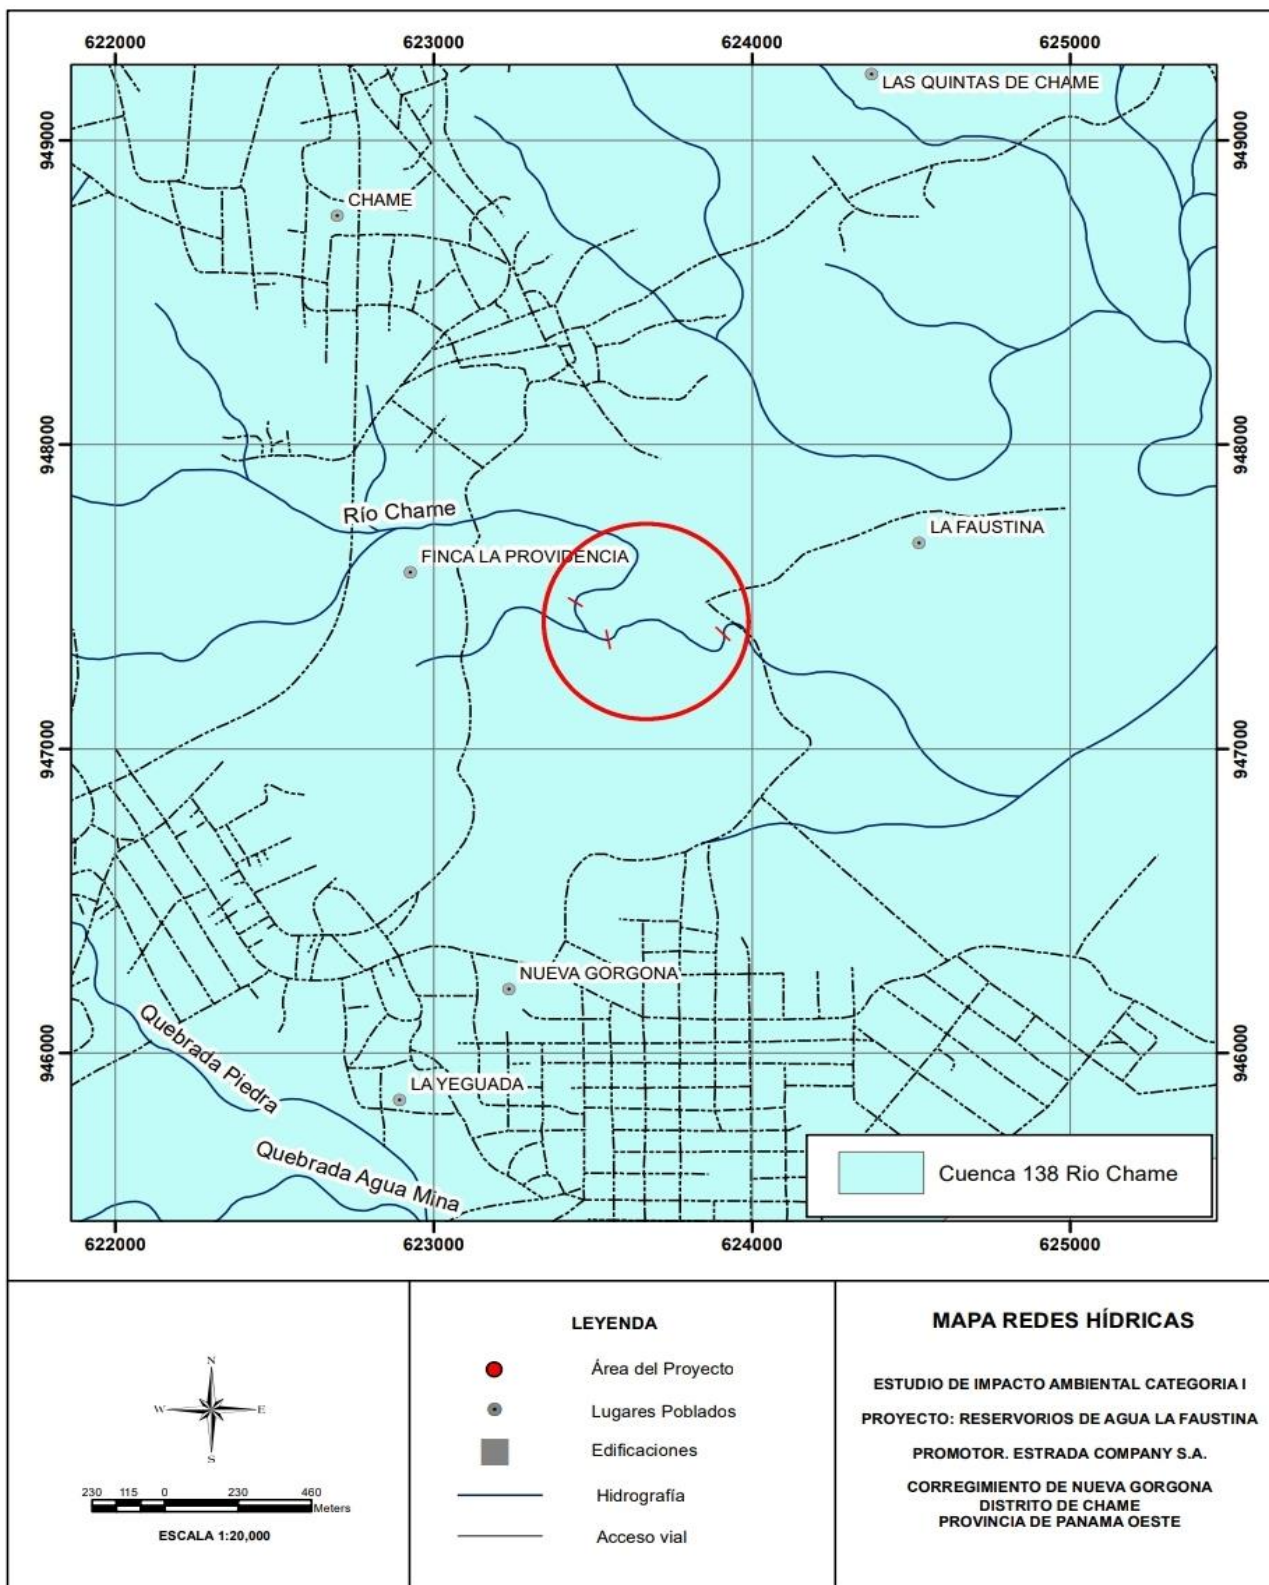 622000 623000 624000 625000
LAS QUINTAS DE CHAME
949000 949000
CHAME
948000 948000
Río Chame
LA FAUSTINA
FINCA LA PROVIDENCIA
947000 947000
NUEVA GORGONA
Quebrada Piedra
946000 946000
LA YEGUADA
Quebrada Agua Mina
Cuenca 138 Rio Chame
622000 623000 624000 625000
N
W E
S
230 115 0 230 460
Meters
ESCALA 1:20,000
LEYENDA
Área del Proyecto
Lugares Poblados
Edificaciones
Hidrografía
Acceso vial
MAPA REDES HÍDRICAS
ESTUDIO DE IMPACTO AMBIENTAL CATEGORIA I
PROYECTO: RESERVORIOS DE AGUA LA FAUSTINA
PROMOTOR. ESTRADA COMPANY S.A.
CORREGIMIENTO DE NUEVA GORGONA
DISTRITO DE CHAME
PROVINCIA DE PANAMA OESTE